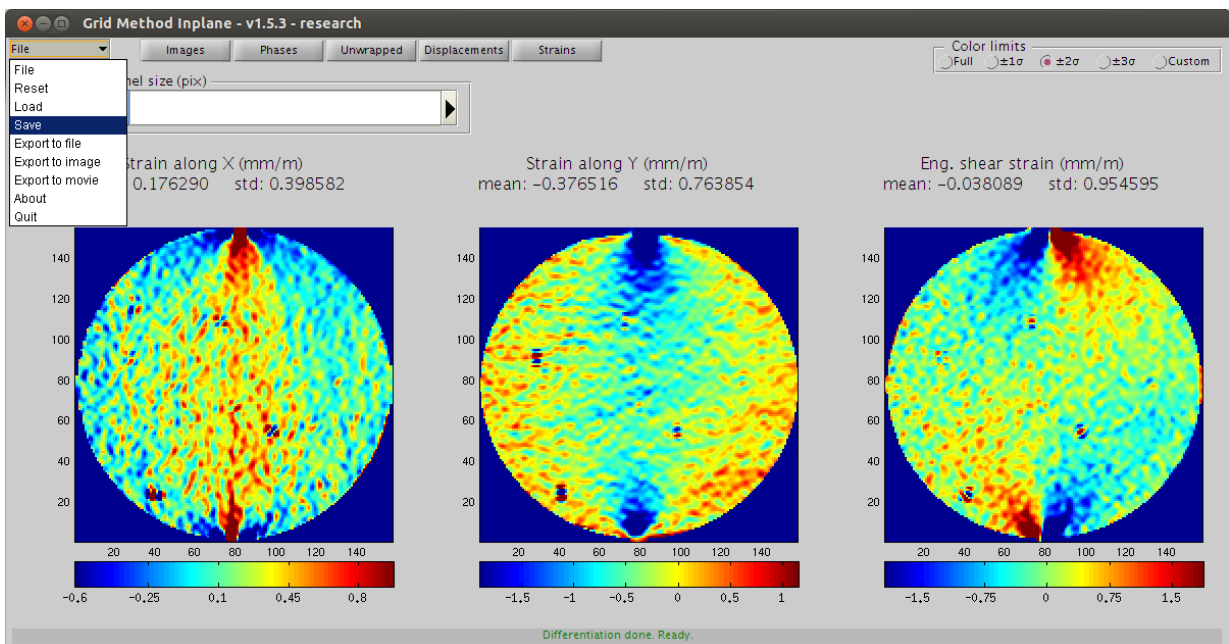 Grid Method Inplane - v1.5.3 - research
File Images Phases Unwrapped Displacements Strains
Color limits
Full ±1σ ±2σ ±3σ Custom
File
Reset
Load
Save
Export to file
Export to image
Export to movie
About
Quit
nel size (pix)
Strain along X (mm/m)
0.176290 std: 0.398582
Strain along Y (mm/m)
mean: -0.376516 std: 0.763854
Eng. shear strain (mm/m)
mean: -0.038089 std: 0.954595
140
120
100
80
60
40
20
20 40 60 80 100 120 140
-0.6 -0.25 0.1 0.45 0.8
140
120
100
80
60
40
20
20 40 60 80 100 120 140
-1.5 -1 -0.5 0 0.5 1
140
120
100
80
60
40
20
20 40 60 80 100 120 140
-1.5 -0.75 0 0.75 1.5
Differentiation done. Ready.